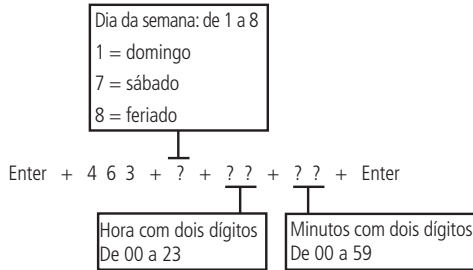 Dia da semana: de 1 a 8
1 = domingo
7 = sábado
8 = feriado
Enter + 4 6 3 + ? + ? ? + ? ? + Enter
Hora com dois dígitos
De 00 a 23
Minutos com dois dígitos
De 00 a 59